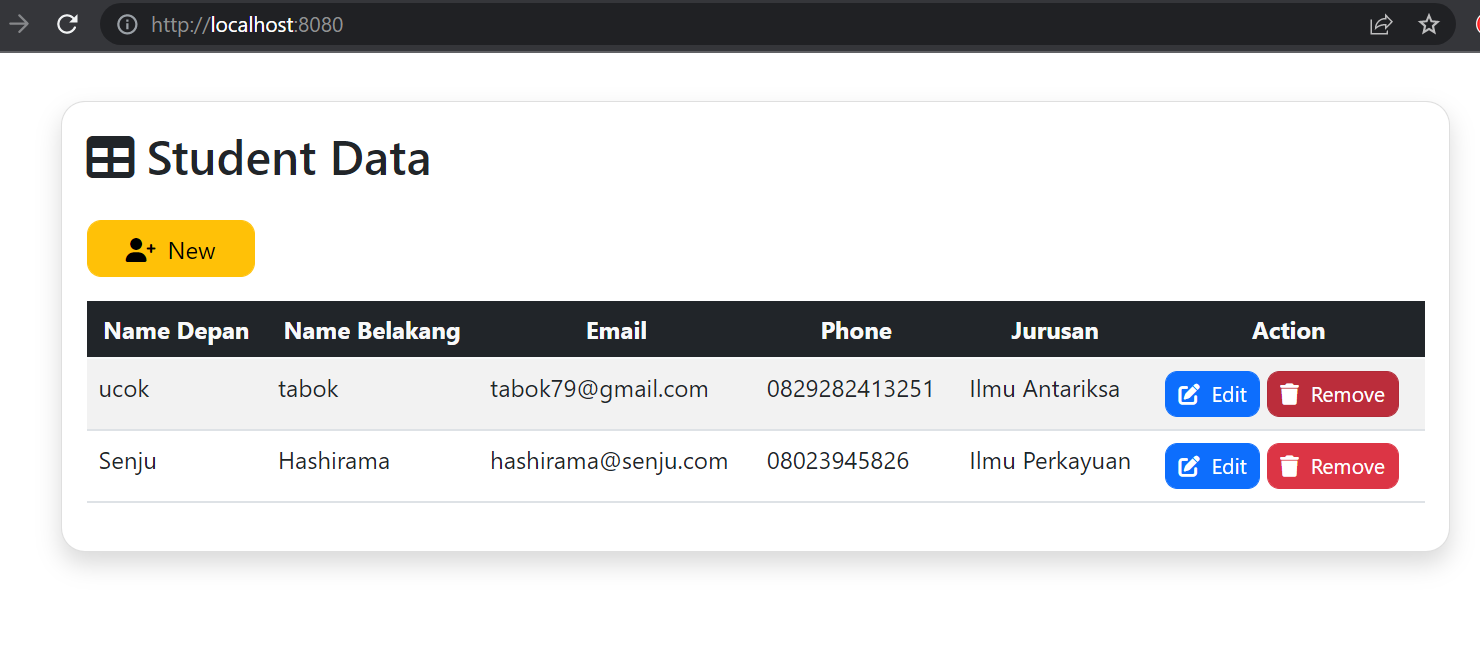 http://localhost:8080
Student Data
New
Name Depan Name Belakang Email Phone Jurusan Action
ucok tabok tabok79@gmail.com 0829282413251 Ilmu Antariksa Edit Remove
Senju Hashirama hashirama@senju.com 08023945826 Ilmu Perkayuan Edit Remove